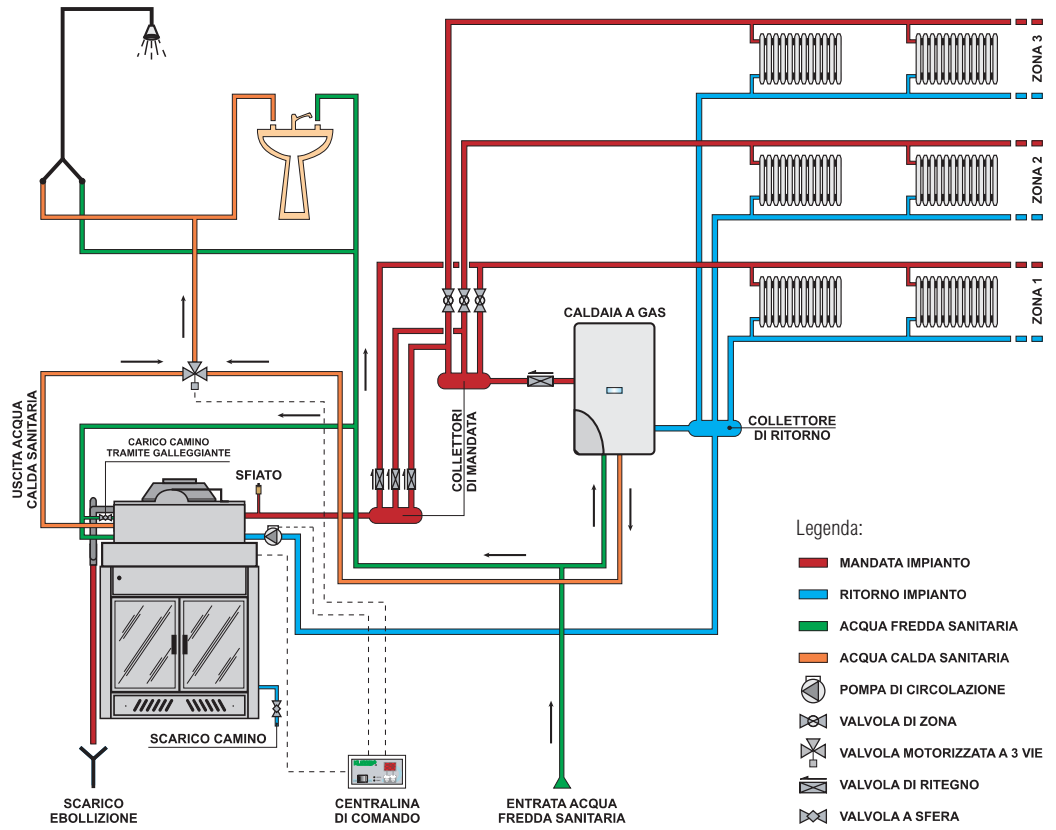 ZONA 3
ZONA 2
ZONA 1
CALDAIA A GAS
COLLETTORI
DI MANDATA
COLLETTORE
DI RITORNO
USCITA ACQUA
CALDA SANITARIA
CARICO CAMINO
TRAMITE GALLEGGIANTE
SFIATO
SCARICO CAMINO
SCARICO
EBOLLIZIONE
CENTRALINA
DI COMANDO
ENTRATA ACQUA
FREDDA SANITARIA
Legenda:
MANDATA IMPIANTO
RITORNO IMPIANTO
ACQUA FREDDA SANITARIA
ACQUA CALDA SANITARIA
POMPA DI CIRCOLAZIONE
VALVOLA DI ZONA
VALVOLA MOTORIZZATA A 3 VIE
VALVOLA DI RITEGNO
VALVOLA A SFERA